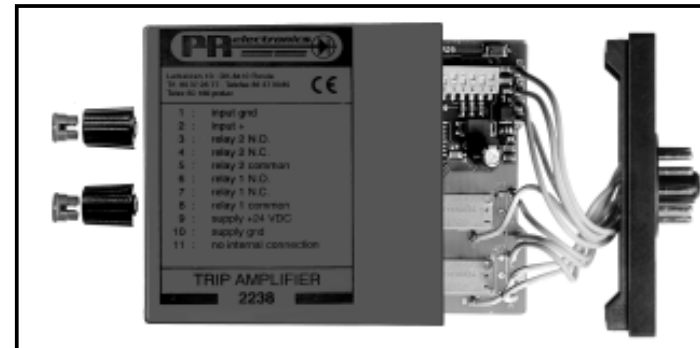 PR electronics
CE
1 : input gnd
2 : input +
3 : relay 2 N.O.
4 : relay 2 N.C.
5 : relay 2 common
6 : relay 1 N.O.
7 : relay 1 N.C.
8 : relay 1 common
9 : supply +24 VDC
10 : supply gnd
11 : no internal connection
TRIP AMPLIFIER
2238